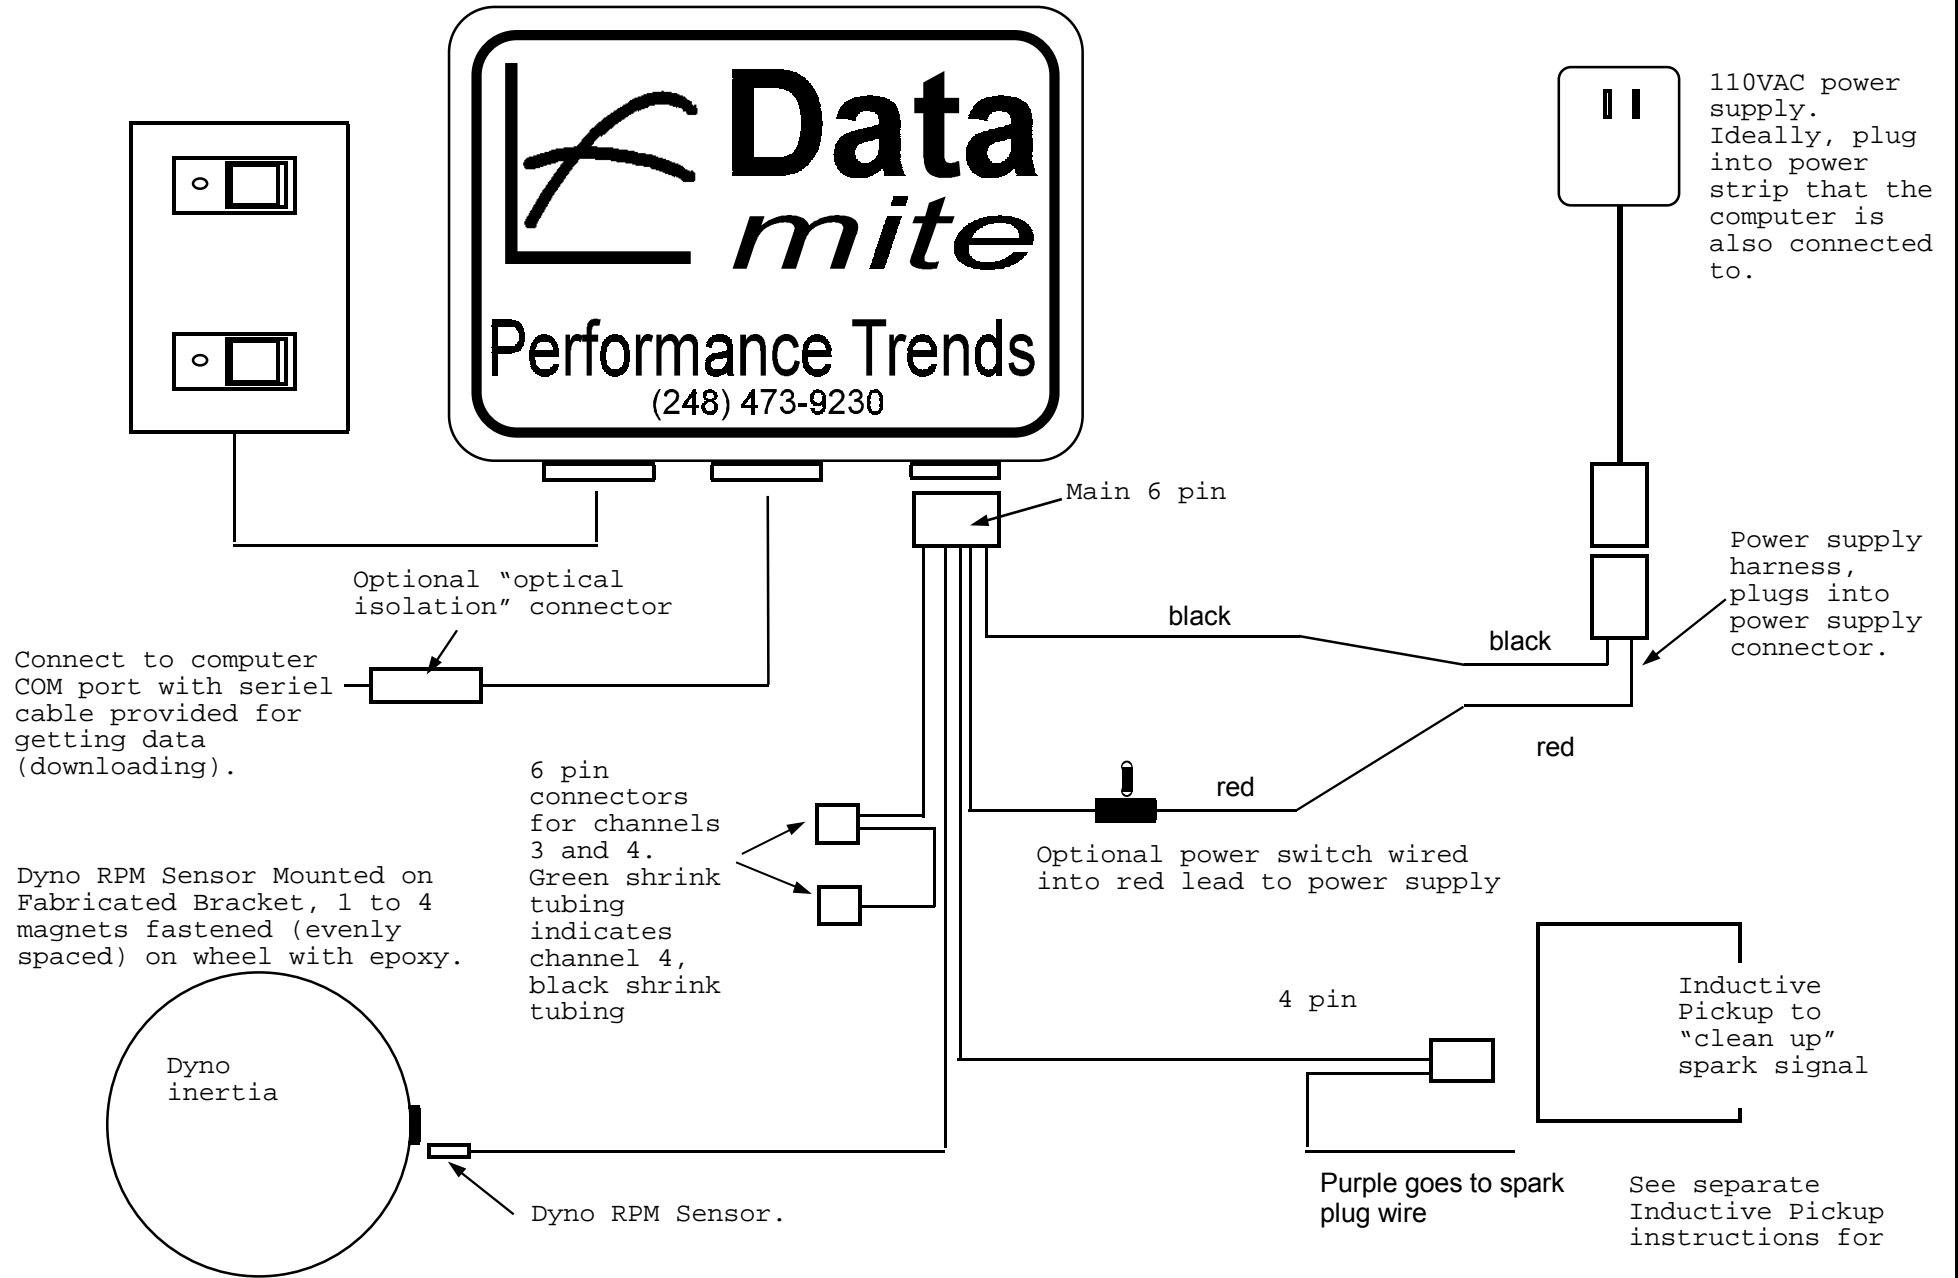 Data
mite
Performance Trends
(248) 473-9230
110VAC power
supply.
Ideally, plug
into power
strip that the
computer is
also connected
to.
Main 6 pin
Power supply
harness,
plugs into
power supply
connector.
Optional “optical
isolation” connector
black
black
Connect to computer
COM port with seriel
cable provided for
getting data
(downloading).
red
red
6 pin
connectors
for channels
3 and 4.
Green shrink
tubing
indicates
channel 4,
black shrink
tubing
Optional power switch wired
into red lead to power supply
Dyno RPM Sensor Mounted on
Fabricated Bracket, 1 to 4
magnets fastened (evenly
spaced) on wheel with epoxy.
Dyno
inertia
Dyno RPM Sensor.
4 pin
Inductive
Pickup to
“clean up”
spark signal
Purple goes to spark
plug wire
See separate
Inductive Pickup
instructions for